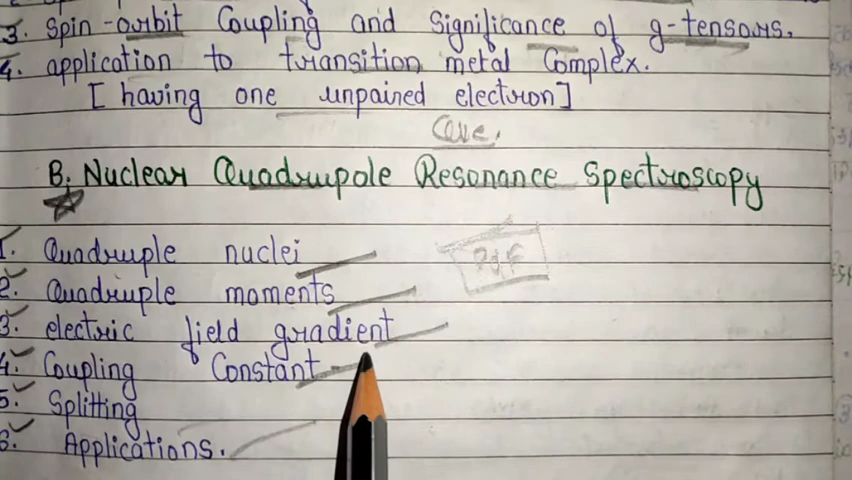 3. Spin-orbit Coupling and significance of g-tensors.
4. application to transition metal Complex.
[having one unpaired electron]
B. Nuclear Quadrupole Resonance Spectroscopy
1. Quadruple nuclei
2. Quadruple moments
3. electric field gradient
4. Coupling Constant
5. Splitting
6. Applications.
Pdf